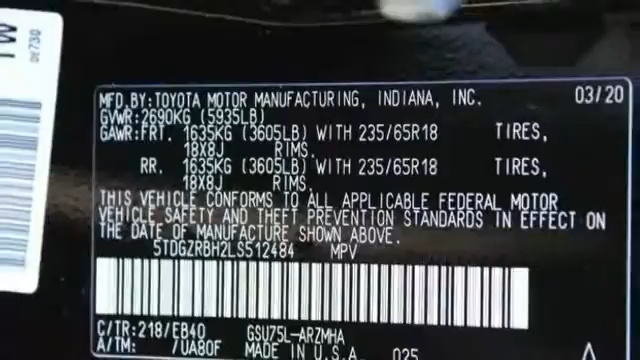 MFD.BY:TOYOTA MOTOR MANUFACTURING, INDIANA, INC. 03/20
GVWR:2690KG (5935LB)
GAWR:FRT. 1635KG (3605LB) WITH 235/65R18 TIRES,
18X8J RIMS.
RR. 1635KG (3605LB) WITH 235/65R18 TIRES,
18X8J RIMS.
THIS VEHICLE CONFORMS TO ALL APPLICABLE FEDERAL MOTOR
VEHICLE SAFETY AND THEFT PREVENTION STANDARDS IN EFFECT ON
THE DATE OF MANUFACTURE SHOWN ABOVE.
5TDGZRBH2LS512484 MPV
C/TR:218/EB40 GSU75L-ARZMHA
A/TM: /UA80F MADE IN U.S.A. 025